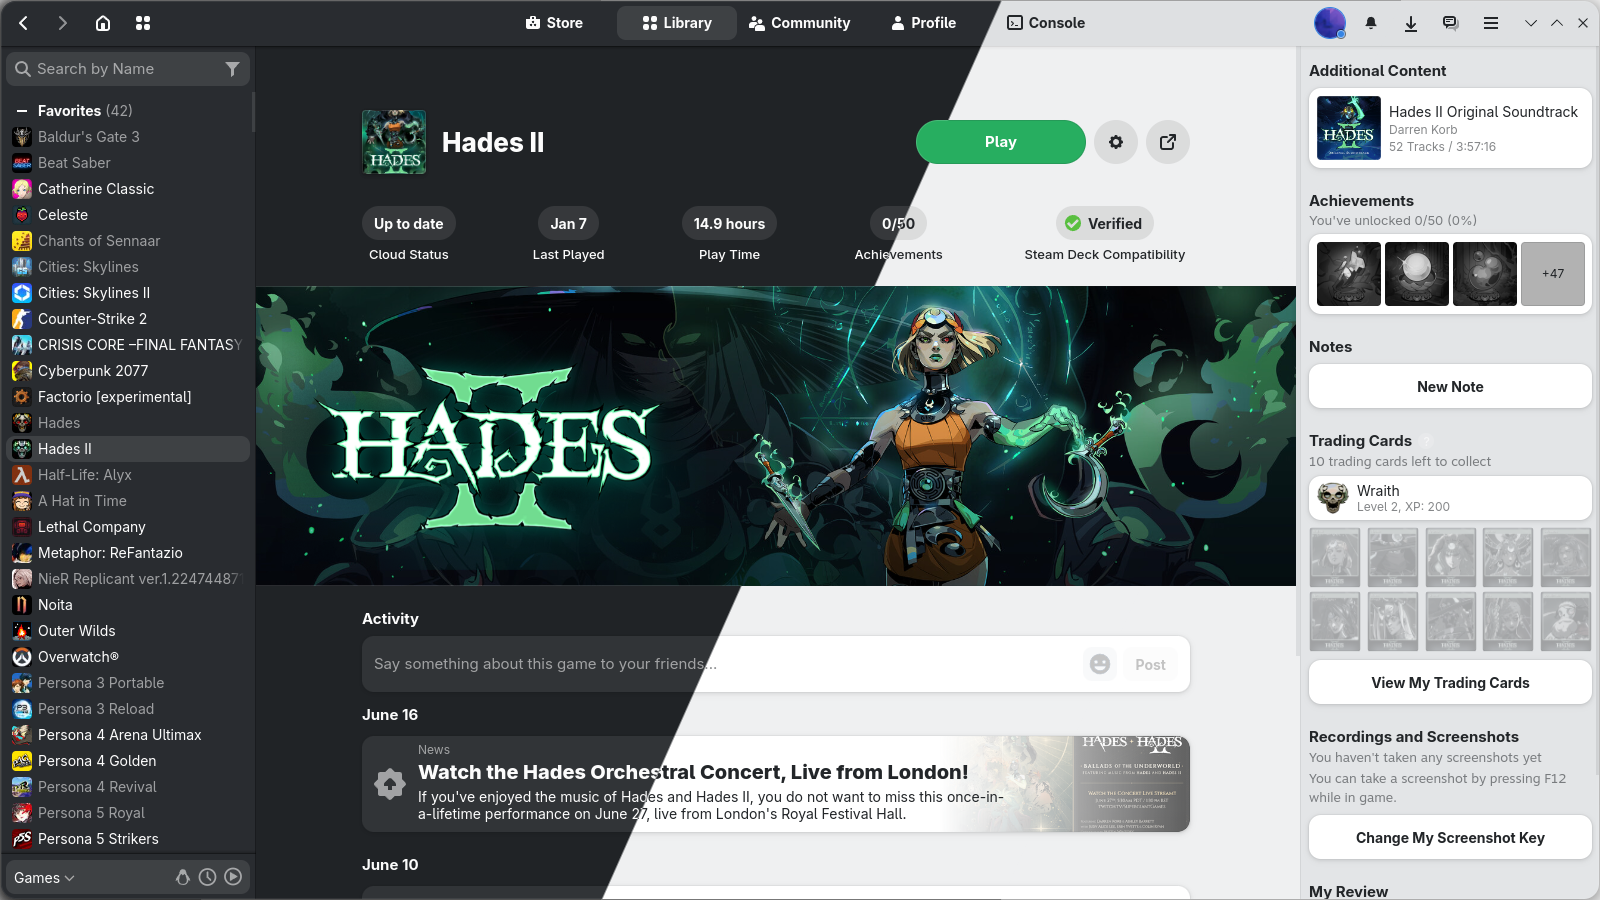 Store
Library
Community
Profile
Console
Search by Name
Favorites (42)
Baldur's Gate 3
Beat Saber
Catherine Classic
Celeste
Chants of Sennaar
Cities: Skylines
Cities: Skylines II
Counter-Strike 2
CRISIS CORE –FINAL FANTASY
Cyberpunk 2077
Factorio [experimental]
Hades
Hades II
Half-Life: Alyx
A Hat in Time
Lethal Company
Metaphor: ReFantazio
NieR Replicant ver.1.224744871
Noita
Outer Wilds
Overwatch®
Persona 3 Portable
Persona 3 Reload
Persona 4 Arena Ultimax
Persona 4 Golden
Persona 4 Revival
Persona 5 Royal
Persona 5 Strikers
Games
HADES
Hades II
Play
Up to date
Cloud Status
Jan 7
Last Played
14.9 hours
Play Time
0/50
Achievements
Verified
Steam Deck Compatibility
HADES
II
Activity
Say something about this game to your friends...
Post
June 16
News
Watch the Hades Orchestral Concert, Live from London!
If you've enjoyed the music of Hades and Hades II, you do not want to miss this once-in-
a-lifetime performance on June 27, live from London's Royal Festival Hall.
HADES · HADES
BALLADS OF THE UNDERWORLD
June 10
Additional Content
HADES
Hades II Original Soundtrack
Darren Korb
52 Tracks / 3:57:16
Achievements
You've unlocked 0/50 (0%)
+47
Notes
New Note
Trading Cards
10 trading cards left to collect
Wraith
Level 2, XP: 200
View My Trading Cards
Recordings and Screenshots
You haven't taken any screenshots yet
You can take a screenshot by pressing F12
while in game.
Change My Screenshot Key
My Review